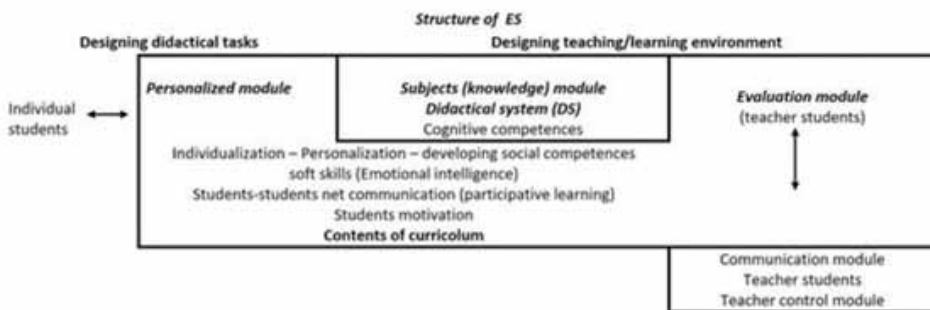 Structure of ES
Designing didactical tasks
Designing teaching/learning environment
Individual
students
Personalized module
Subjects (knowledge) module
Didactical system (DS)
Cognitive competences
Evaluation module
(teacher students)
Individualization – Personalization – developing social competences
soft skills (Emotional intelligence)
Students-students net communication (participative learning)
Students motivation
Contents of curricolum
Communication module
Teacher students
Teacher control module